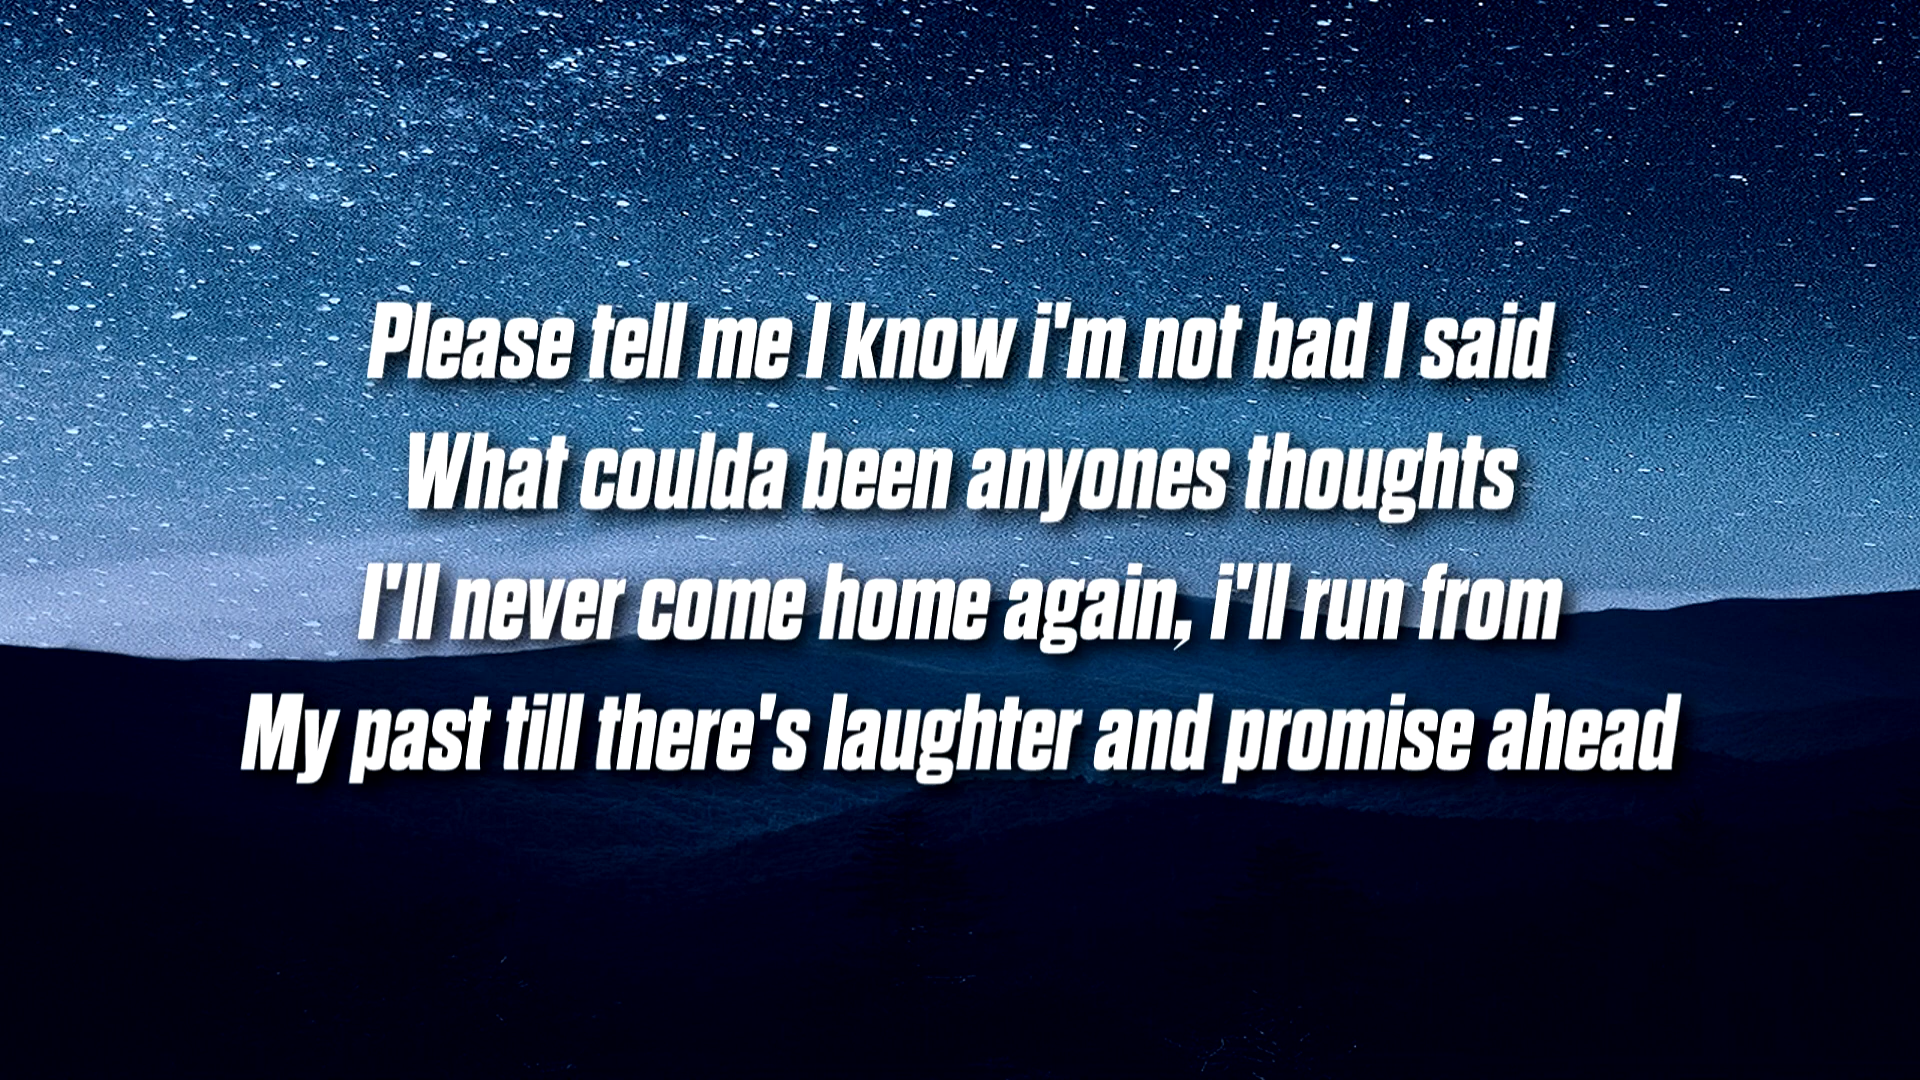 Please tell me I know i'm not bad I said
What coulda been anyones thoughts
I'll never come home again, i'll run from
My past till there's laughter and promise ahead